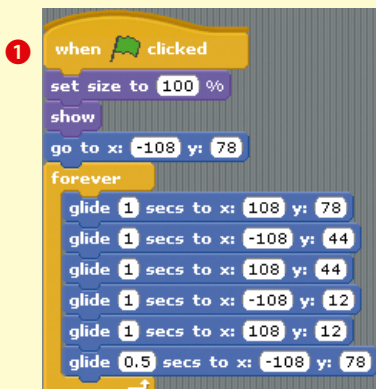 1
when clicked
set size to 100 %
show
go to x: -108 y: 78
forever
glide 1 secs to x: 108 y: 78
glide 1 secs to x: -108 y: 44
glide 1 secs to x: 108 y: 44
glide 1 secs to x: -108 y: 12
glide 1 secs to x: 108 y: 12
glide 0.5 secs to x: -108 y: 78